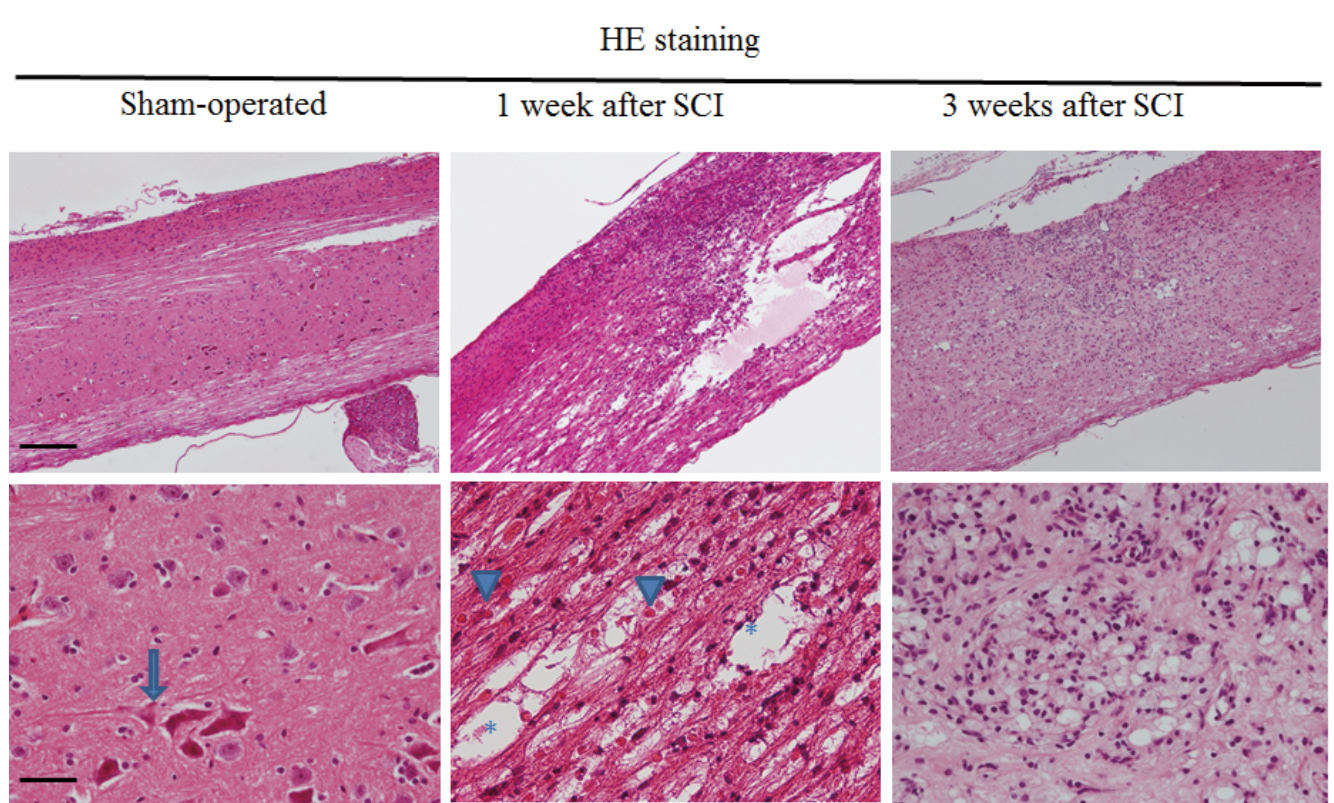 HE staining
Sham-operated
1 week after SCI
3 weeks after SCI
*
*